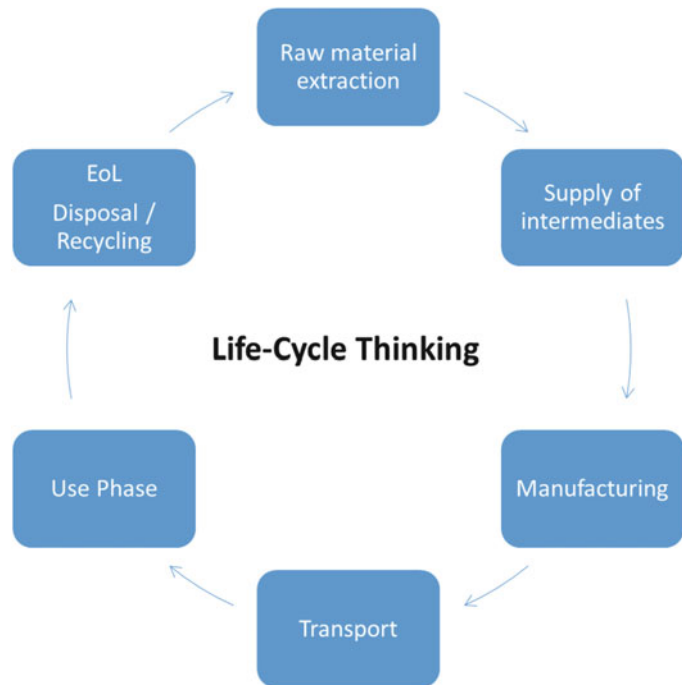 Raw material
extraction
Supply of
intermediates
Manufacturing
Transport
Use Phase
EoL
Disposal /
Recycling
Life-Cycle Thinking